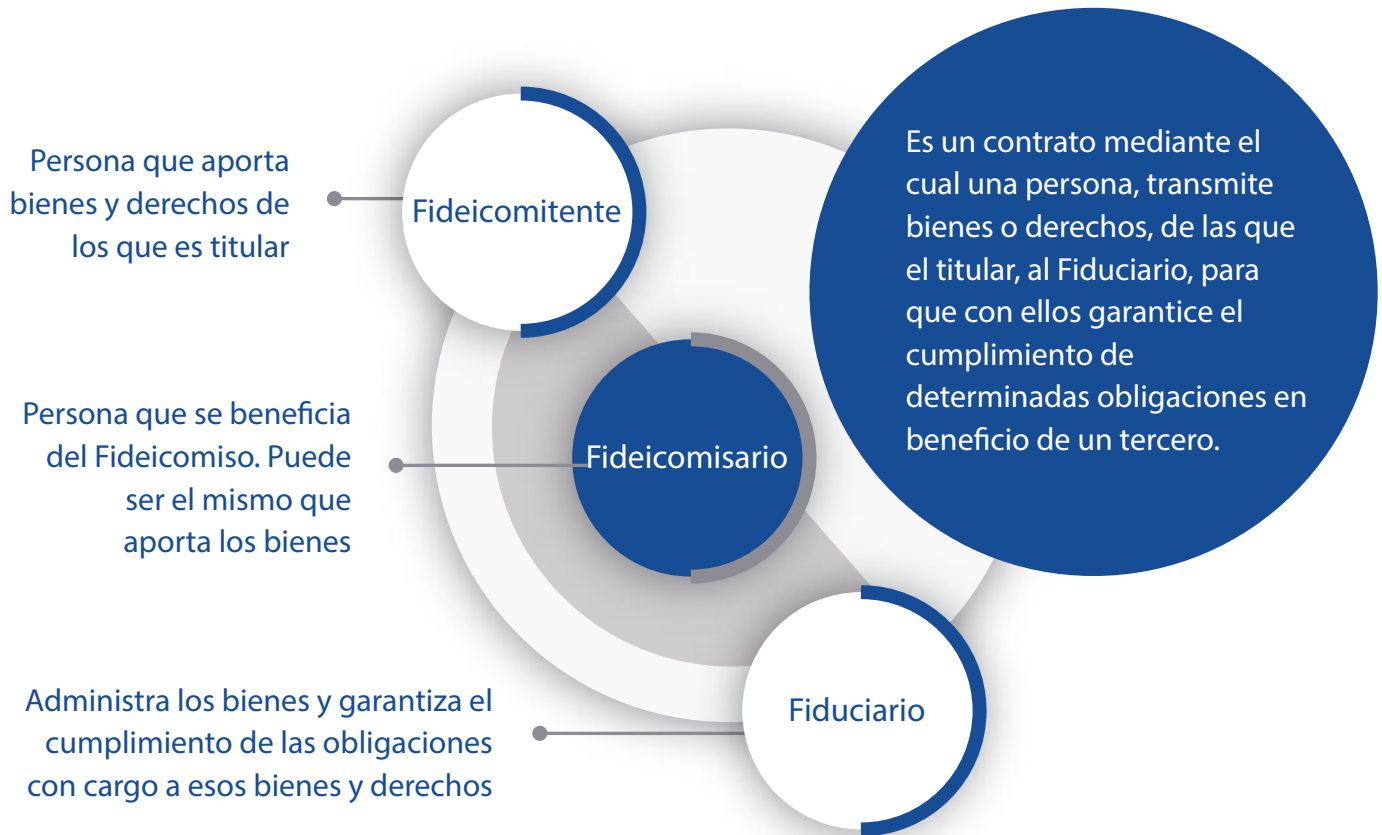 Persona que aporta
bienes y derechos de
los que es titular
Fideicomitente
Persona que se beneficia
del Fideicomiso. Puede
ser el mismo que
aporta los bienes
Fideicomisario
Administra los bienes y garantiza el
cumplimiento de las obligaciones
con cargo a esos bienes y derechos
Fiduciario
Es un contrato mediante el
cual una persona, transmite
bienes o derechos, de las que
el titular, al Fiduciario, para
que con ellos garantice el
cumplimiento de
determinadas obligaciones en
beneficio de un tercero.